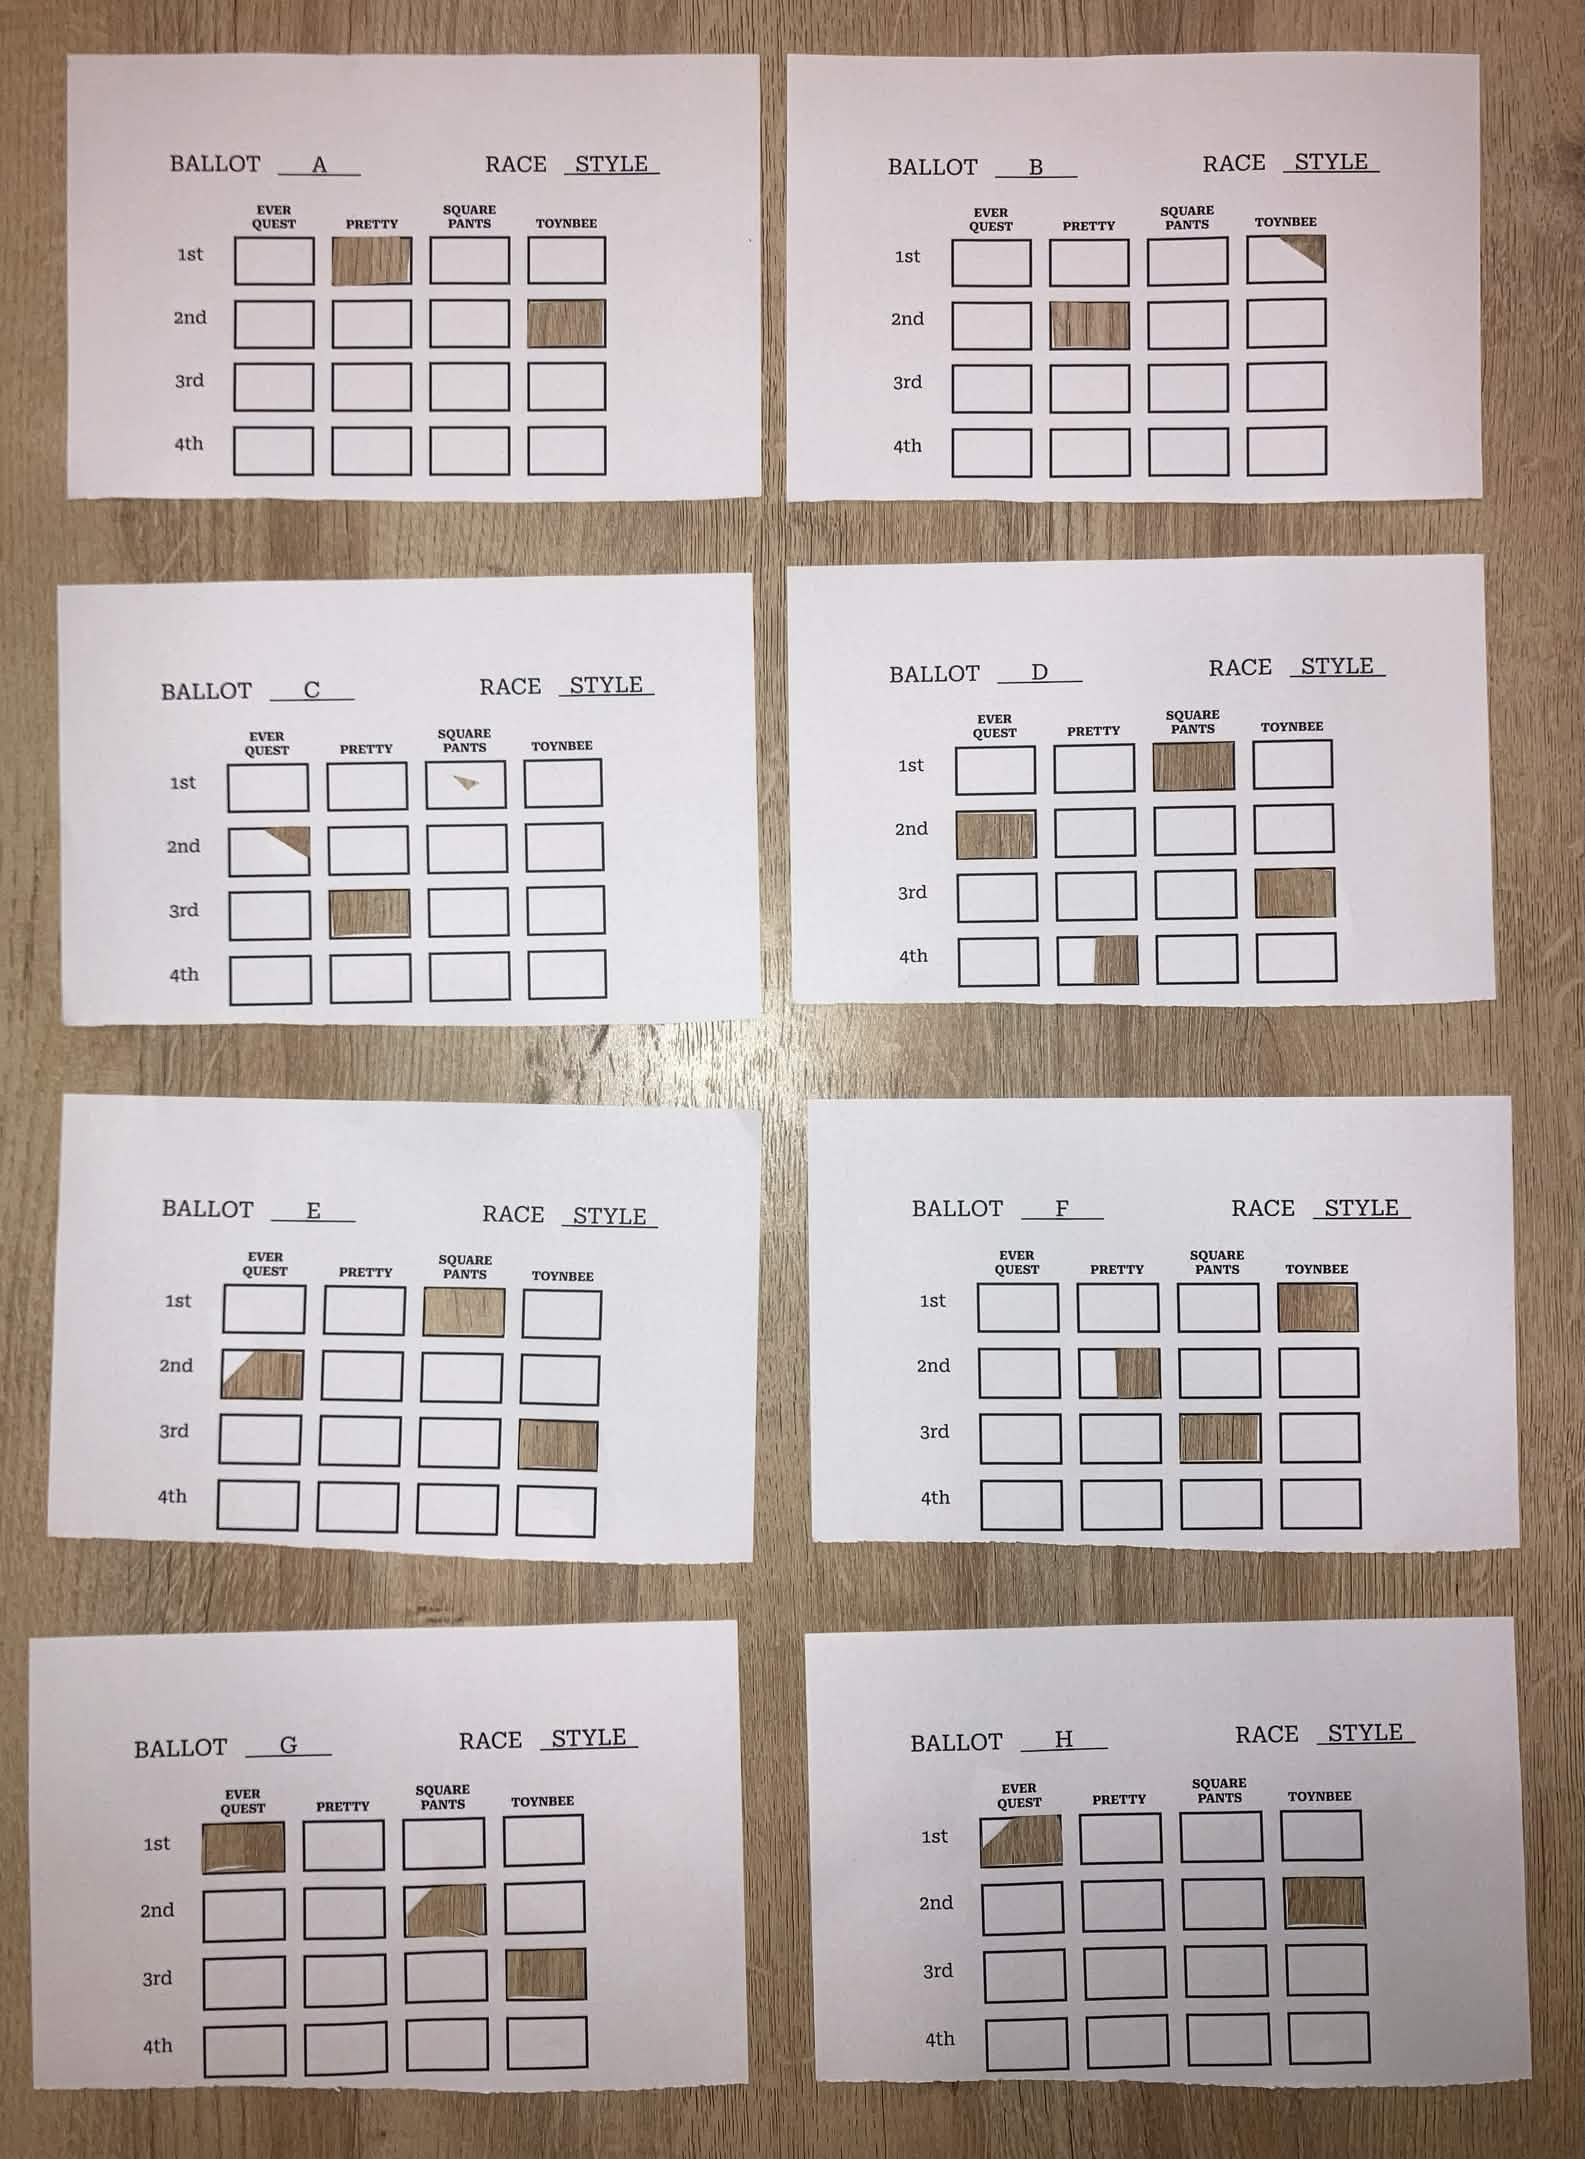 BALLOT A RACE STYLE
EVER QUEST PRETTY SQUARE PANTS TOYNBEE
1st
2nd
3rd
4th
BALLOT B RACE STYLE
EVER QUEST PRETTY SQUARE PANTS TOYNBEE
1st
2nd
3rd
4th
BALLOT C RACE STYLE
EVER QUEST PRETTY SQUARE PANTS TOYNBEE
1st
2nd
3rd
4th
BALLOT D RACE STYLE
EVER QUEST PRETTY SQUARE PANTS TOYNBEE
1st
2nd
3rd
4th
BALLOT E RACE STYLE
EVER QUEST PRETTY SQUARE PANTS TOYNBEE
1st
2nd
3rd
4th
BALLOT F RACE STYLE
EVER QUEST PRETTY SQUARE PANTS TOYNBEE
1st
2nd
3rd
4th
BALLOT G RACE STYLE
EVER QUEST PRETTY SQUARE PANTS TOYNBEE
1st
2nd
3rd
4th
BALLOT H RACE STYLE
EVER QUEST PRETTY SQUARE PANTS TOYNBEE
1st
2nd
3rd
4th